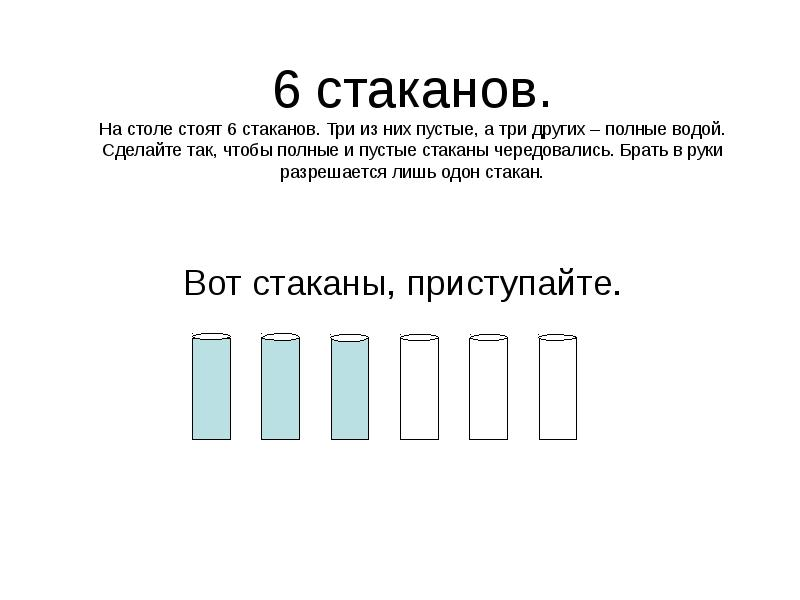 6 стаканов.
На столе стоят 6 стаканов. Три из них пустые, а три других – полные водой.
Сделайте так, чтобы полные и пустые стаканы чередовались. Брать в руки
разрешается лишь одон стакан.
Вот стаканы, приступайте.